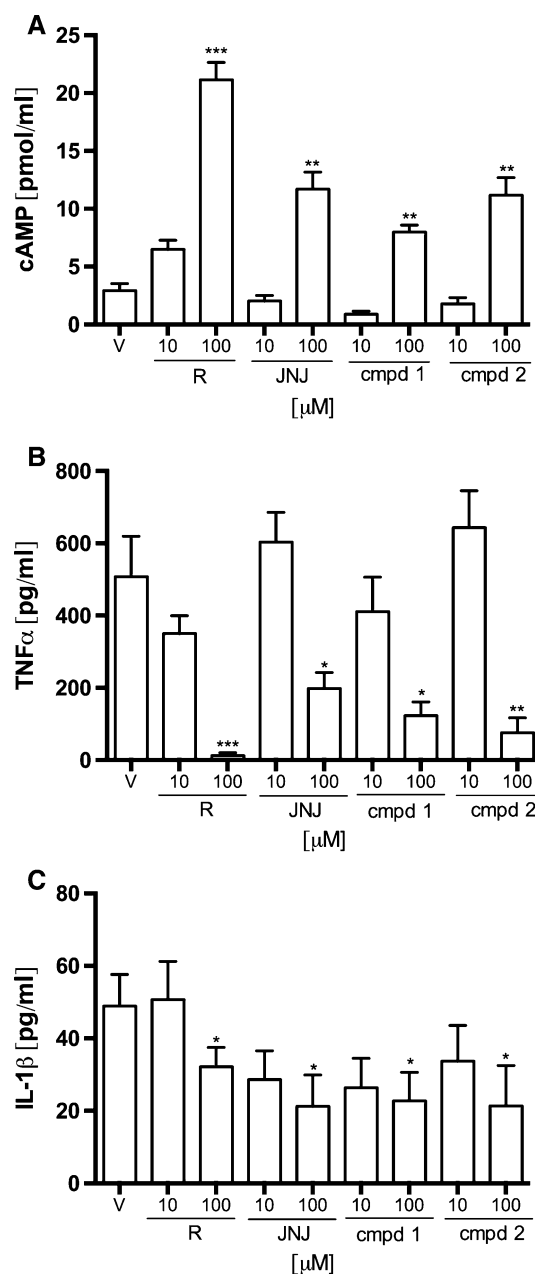 A
cAMP [pmol/ml]
25
20
15
10
5
0
***
**
**
**
V 10 100 10 100 10 100 10 100
R JNJ cmpd 1 cmpd 2
[µM]
B
TNFα [pg/ml]
800
600
400
200
0
***
*
*
**
V 10 100 10 100 10 100 10 100
R JNJ cmpd 1 cmpd 2
[µM]
C
IL-1β [pg/ml]
80
60
40
20
0
*
*
*
*
V 10 100 10 100 10 100 10 100
R JNJ cmpd 1 cmpd 2
[µM]